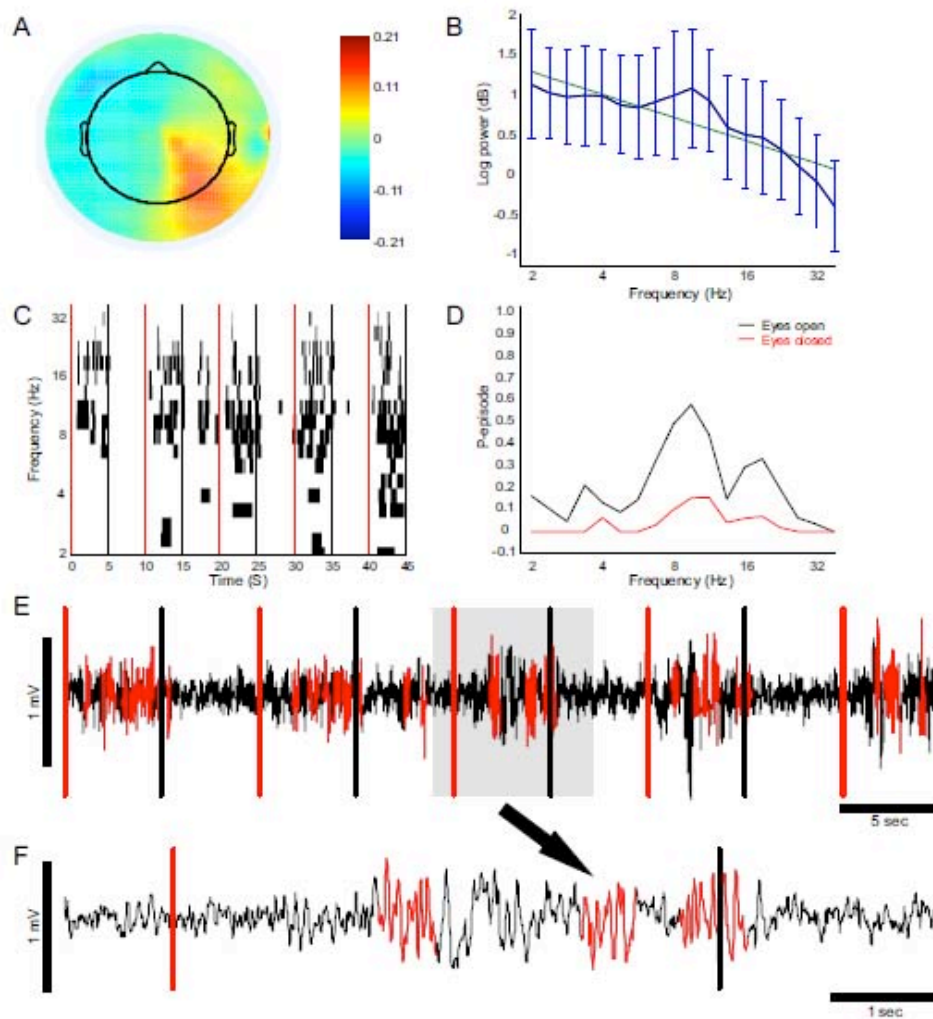 A
0.21
0.11
0
-0.11
-0.21
B
2
1.5
1
0.5
0
-0.5
-1
Log power (dB)
2 4 8 16 32
Frequency (Hz)
C
32
16
8
4
2
Frequency (Hz)
0 5 10 15 20 25 30 35 40 45
Time (S)
D
1.0
0.9
0.8
0.7
0.6
0.5
0.4
0.3
0.2
0.1
0
-0.1
P-episode
Eyes open
Eyes closed
2 4 8 16 32
Frequency (Hz)
E
1 mV
5 sec
F
1 mV
1 sec